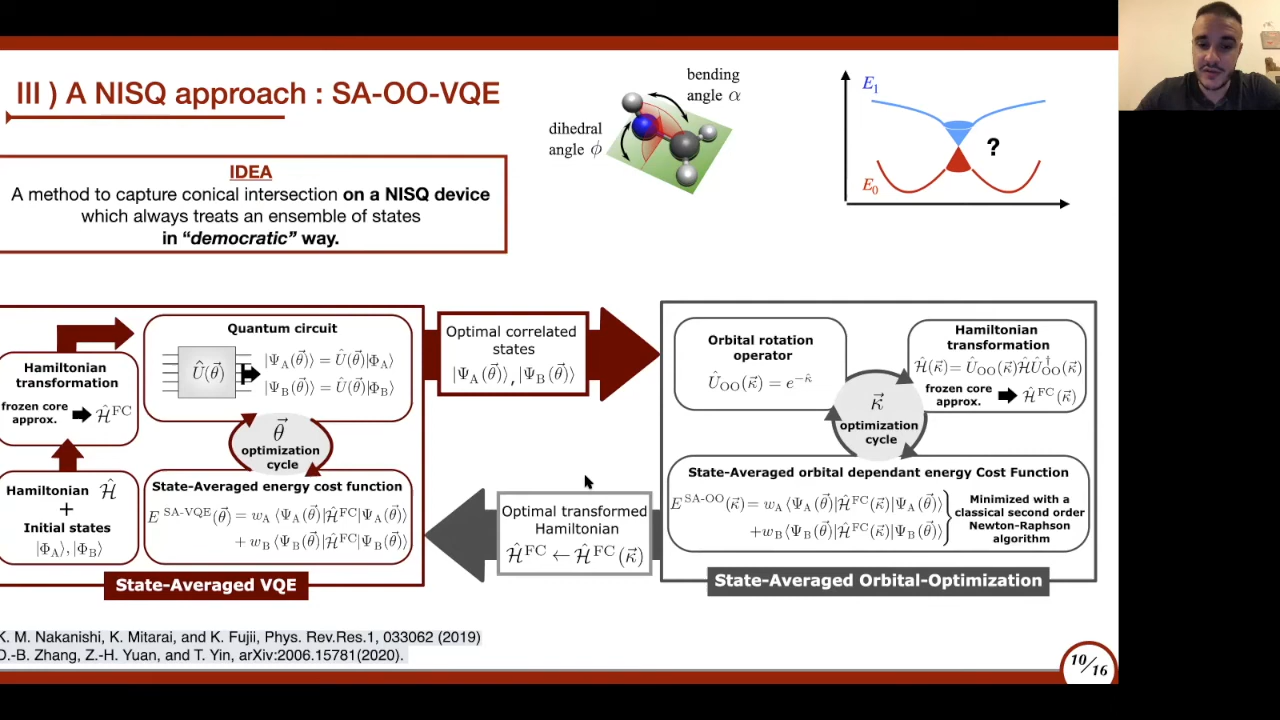 III ) A NISQ approach : SA-OO-VQE
bending
angle α
dihedral
angle ϕ
E₁
?
E₀
IDEA
A method to capture conical intersection on a NISQ device
which always treats an ensemble of states
in “democratic” way.
Hamiltonian
transformation
frozen core
approx.
Ĥ^FC
Hamiltonian Ĥ
+
Initial states
|Φ_A⟩, |Φ_B⟩
Quantum circuit
Û(θ⃗)
|Ψ_A(θ⃗)⟩ = Û(θ⃗)|Φ_A⟩
|Ψ_B(θ⃗)⟩ = Û(θ⃗)|Φ_B⟩
θ⃗
optimization
cycle
State-Averaged energy cost function
E^SA-VQE(θ⃗) = w_A ⟨Ψ_A(θ⃗)|Ĥ^FC|Ψ_A(θ⃗)⟩
+ w_B ⟨Ψ_B(θ⃗)|Ĥ^FC|Ψ_B(θ⃗)⟩
State-Averaged VQE
Optimal correlated
states
|Ψ_A(θ⃗)⟩, |Ψ_B(θ⃗)⟩
Optimal transformed
Hamiltonian
Ĥ^FC ← Ĥ^FC(κ⃗)
Orbital rotation
operator
Û_OO(κ⃗) = e^−κ̂
Hamiltonian
transformation
Ĥ(κ⃗) = Û_OO(κ⃗)ĤÛ†_OO(κ⃗)
frozen core
approx.
Ĥ^FC(κ⃗)
κ⃗
optimization
cycle
State-Averaged orbital dependant energy Cost Function
E^SA-OO(κ⃗) = w_A ⟨Ψ_A(θ⃗)|Ĥ^FC(κ⃗)|Ψ_A(θ⃗)⟩
+w_B ⟨Ψ_B(θ⃗)|Ĥ^FC(κ⃗)|Ψ_B(θ⃗)⟩
Minimized with a
classical second order
Newton-Raphson
algorithm
State-Averaged Orbital-Optimization
K. M. Nakanishi, K. Mitarai, and K. Fujii, Phys. Rev.Res.1, 033062 (2019)
-B. Zhang, Z.-H. Yuan, and T. Yin, arXiv:2006.15781(2020).
10/16